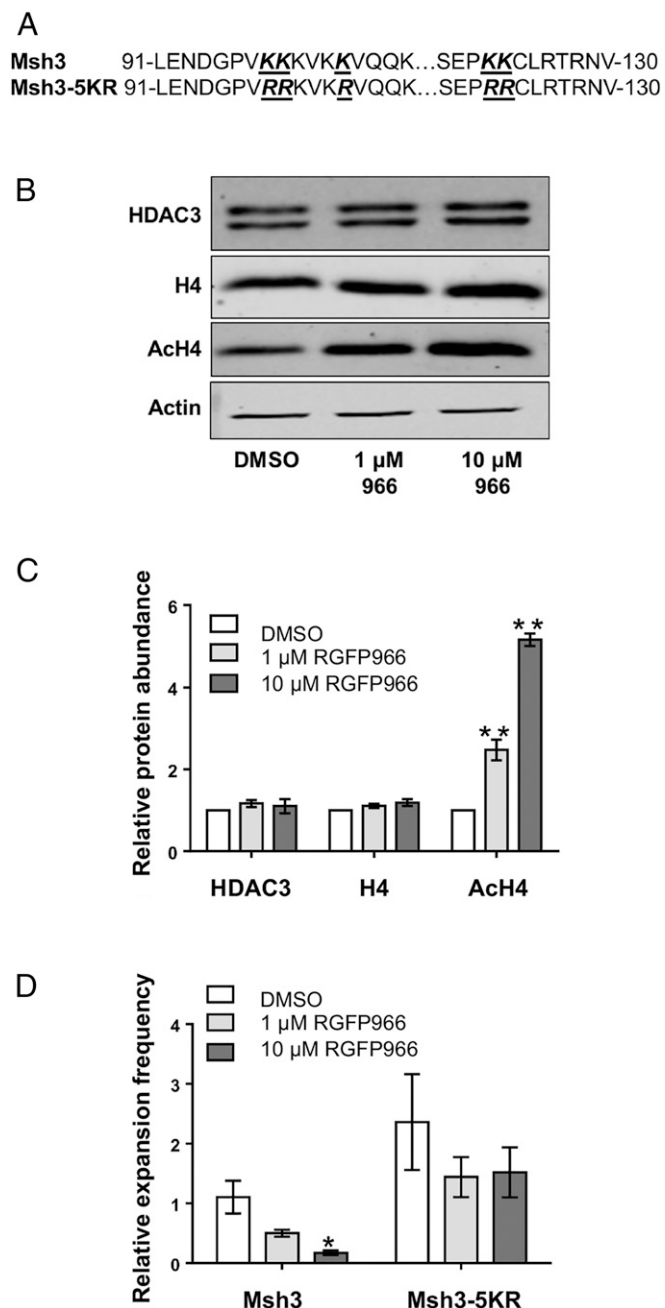 A
Msh3 91-LENDGPVKKKVKKVQQK...SEPKKCLRTRNV-130
Msh3-5KR 91-LENDGPVRRKVKRVQQK...SEPRRCLRTRNV-130
B
HDAC3
H4
AcH4
Actin
DMSO 1 µM 966 10 µM 966
C
Relative protein abundance
6
4
2
0
DMSO
1 µM RGFP966
10 µM RGFP966
**
**
HDAC3 H4 AcH4
D
Relative expansion frequency
4
3
2
1
0
DMSO
1 µM RGFP966
10 µM RGFP966
*
Msh3 Msh3-5KR